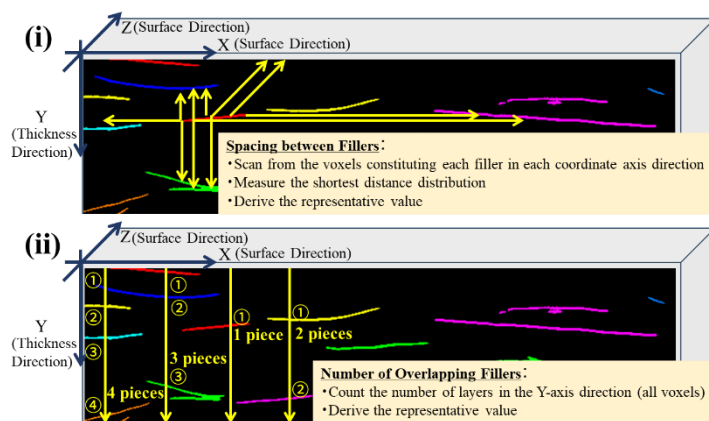 (i)
Z(Surface Direction)
X (Surface Direction)
Y
(Thickness
Direction)
Spacing between Fillers:
・Scan from the voxels constituting each filler in each coordinate axis direction
・Measure the shortest distance distribution
・Derive the representative value
(ii)
Z(Surface Direction)
X (Surface Direction)
Y
(Thickness
Direction)
① ①
② ② ① ①
③ 1 piece 2 pieces
3 pieces
③
4 pieces ②
④
Number of Overlapping Fillers:
・Count the number of layers in the Y-axis direction (all voxels)
・Derive the representative value